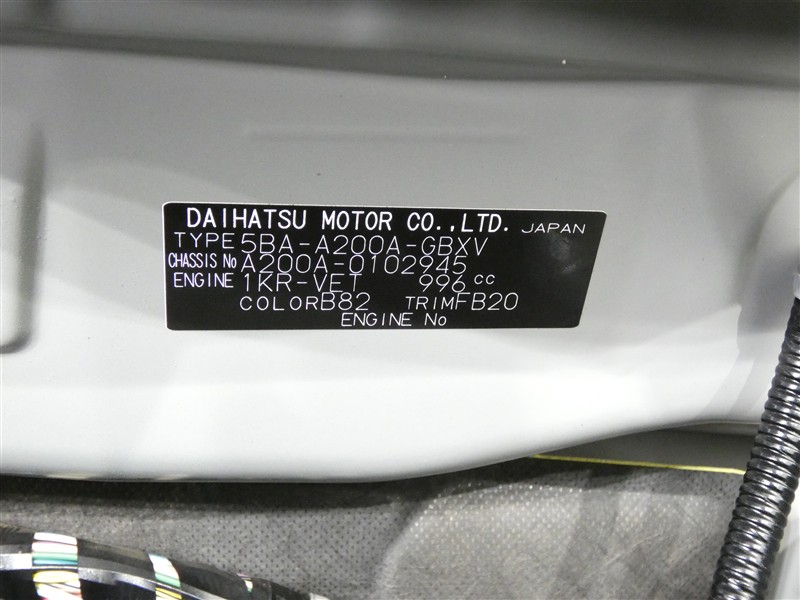 DAIHATSU MOTOR CO.,LTD. JAPAN
TYPE 5BA-A200A-GBXV
CHASSIS No A200A-0102945
ENGINE 1KR-VET 996 cc
COLOR B82 TRIM FB20
ENGINE No